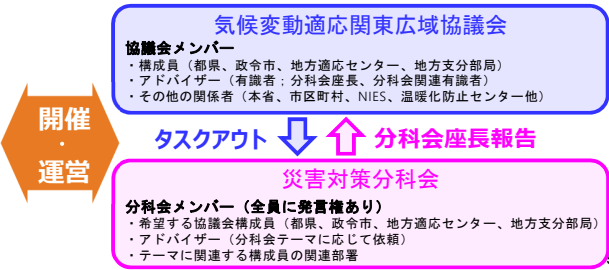 気候変動適応関東広域協議会
協議会メンバー
・構成員（都県、政令市、地方適応センター、地方支分部局）
・アドバイザー（有識者；分科会座長、分科会関連有識者）
・その他の関係者（本省、市区町村、NIES、温暖化防止センター他）
開催
・
運営
タスクアウト
分科会座長報告
災害対策分科会
分科会メンバー（全員に発言権あり）
・希望する協議会構成員（都県、政令市、地方適応センター、地方支分部局）
・アドバイザー（分科会テーマに応じて依頼）
・テーマに関連する構成員の関連部署